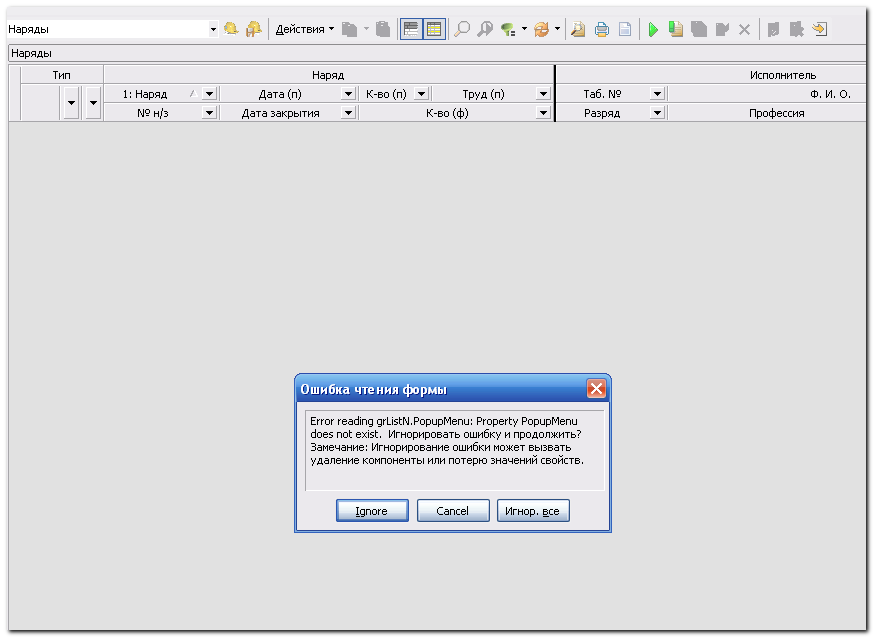 Наряды
Действия
Наряды
Тип
Наряд
Исполнитель
1: Наряд
Дата (п)
К-во (п)
Труд (п)
Таб. №
Ф. И. О.
№ н/з
Дата закрытия
К-во (ф)
Разряд
Профессия
Ошибка чтения формы
Error reading grListN.PopupMenu: Property PopupMenu
does not exist. Игнорировать ошибку и продолжить?
Замечание: Игнорирование ошибки может вызвать
удаление компоненты или потерю значений свойств.
Ignore
Cancel
Игнор. все